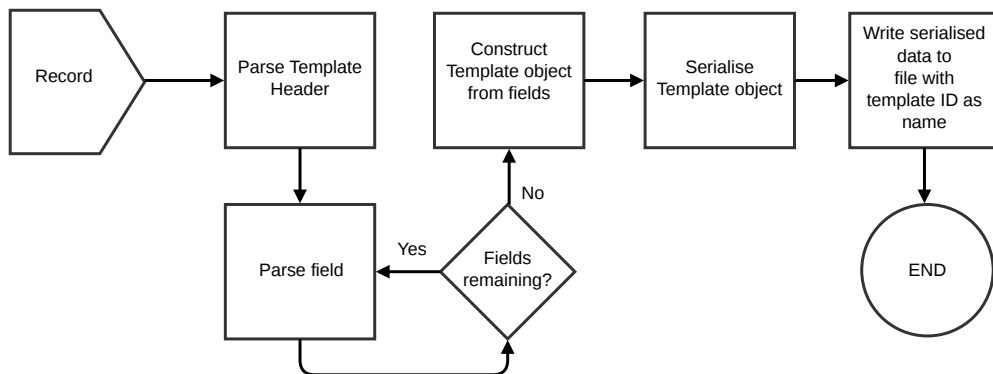 Record
Parse Template
Header
Construct
Template object
from fields
Serialise
Template object
Write serialised
data to
file with
template ID as
name
No
Yes
Parse field
Fields
remaining?
END